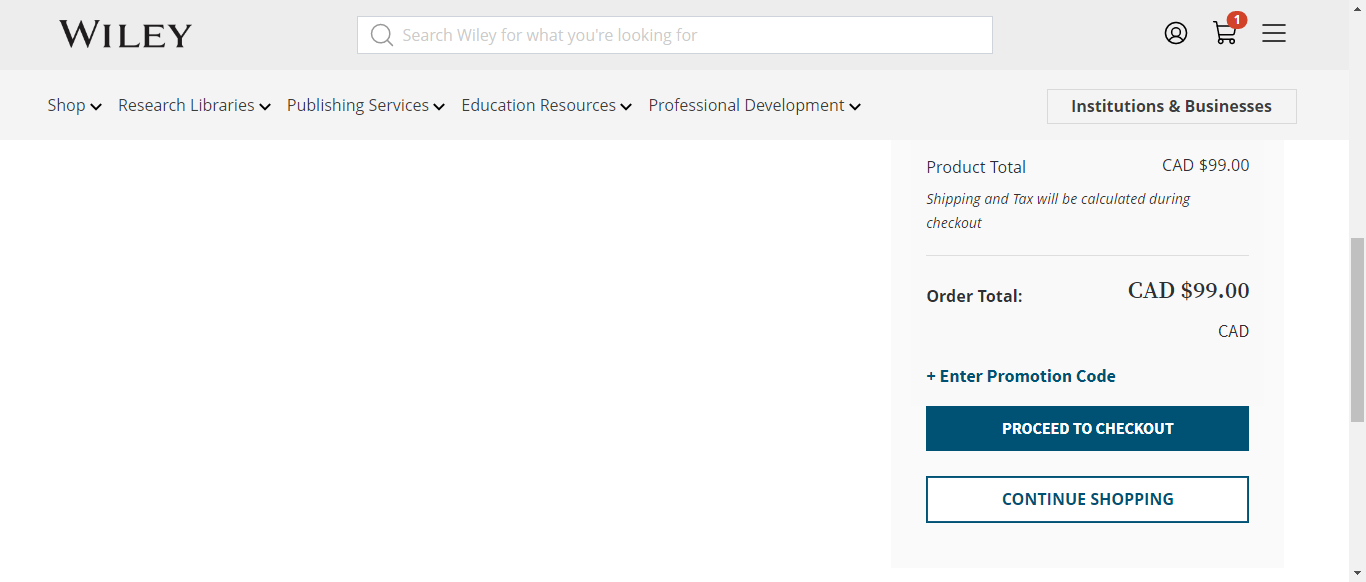 WILEY
Search Wiley for what you're looking for
1
Shop
Research Libraries
Publishing Services
Education Resources
Professional Development
Institutions & Businesses
Product Total
CAD $99.00
Shipping and Tax will be calculated during
checkout
Order Total:
CAD $99.00
CAD
+ Enter Promotion Code
PROCEED TO CHECKOUT
CONTINUE SHOPPING